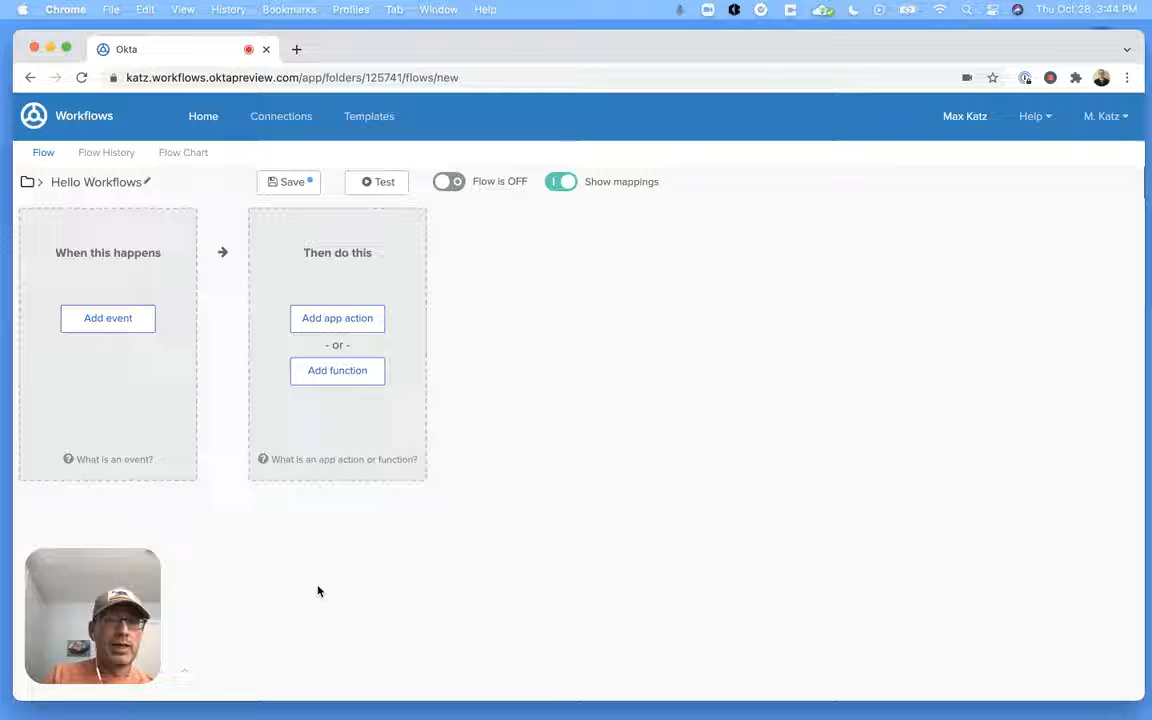 Chrome File Edit View History Bookmarks Profiles Tab Window Help Thu Oct 28 3:44 PM
Okta
katz.workflows.oktapreview.com/app/folders/125741/flows/new
Workflows Home Connections Templates Max Katz Help M. Katz
Flow Flow History Flow Chart
Hello Workflows Save Test Flow is OFF Show mappings
When this happens Then do this
Add event Add app action
- or -
Add function
What is an event? What is an app action or function?